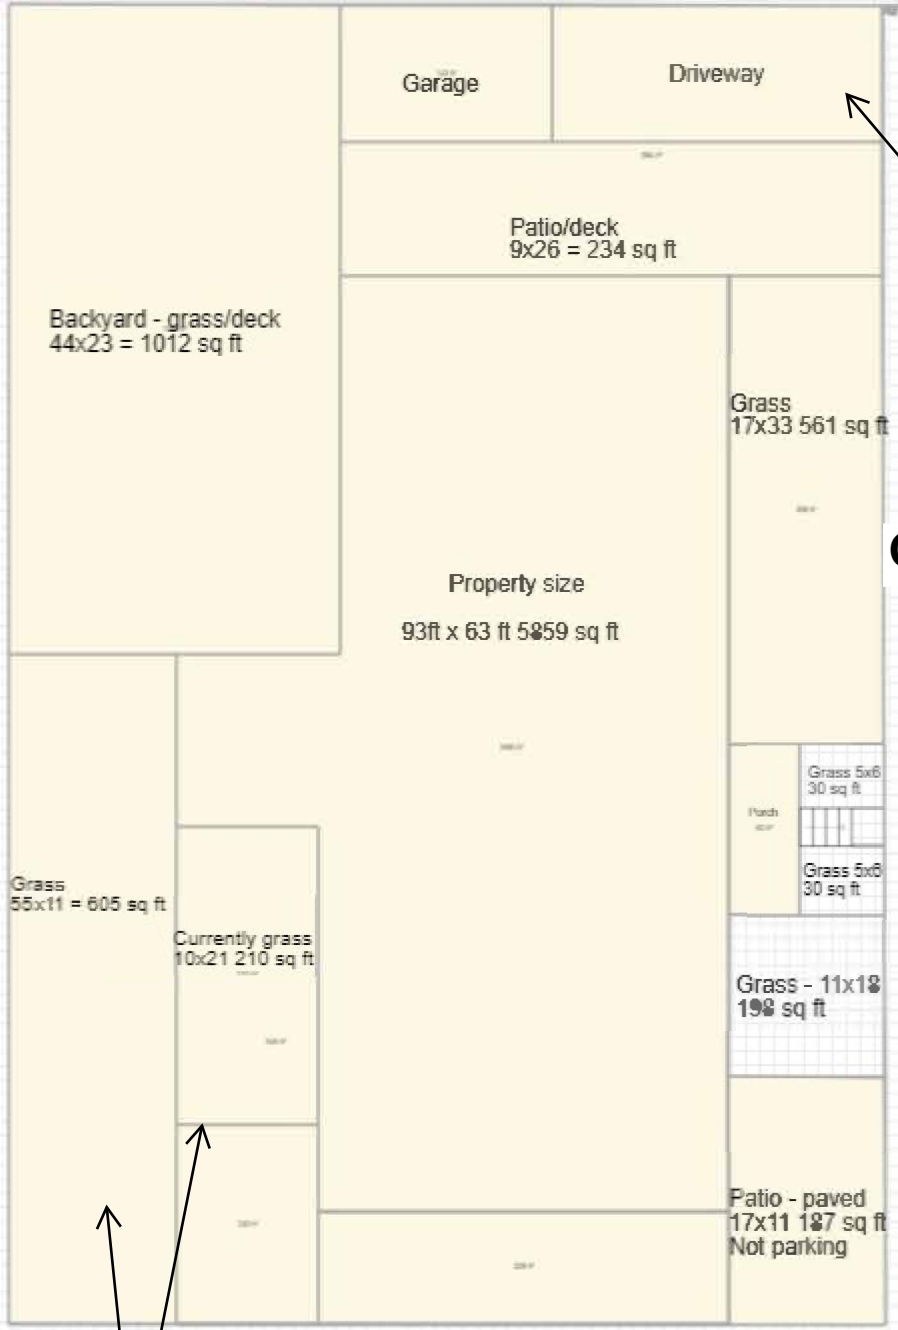 Garage
Driveway
Patio/deck
9x26 = 234 sq ft
Backyard - grass/deck
44x23 = 1012 sq ft
Grass
17x33 561 sq ft
Property size
93ft x 63 ft 5859 sq ft
Grass 5x6
30 sq ft
Porch
Grass 5x6
30 sq ft
Grass
55x11 = 605 sq ft
Currently grass
10x21 210 sq ft
Grass - 11x18
198 sq ft
Patio - paved
17x11 187 sq ft
Not parking